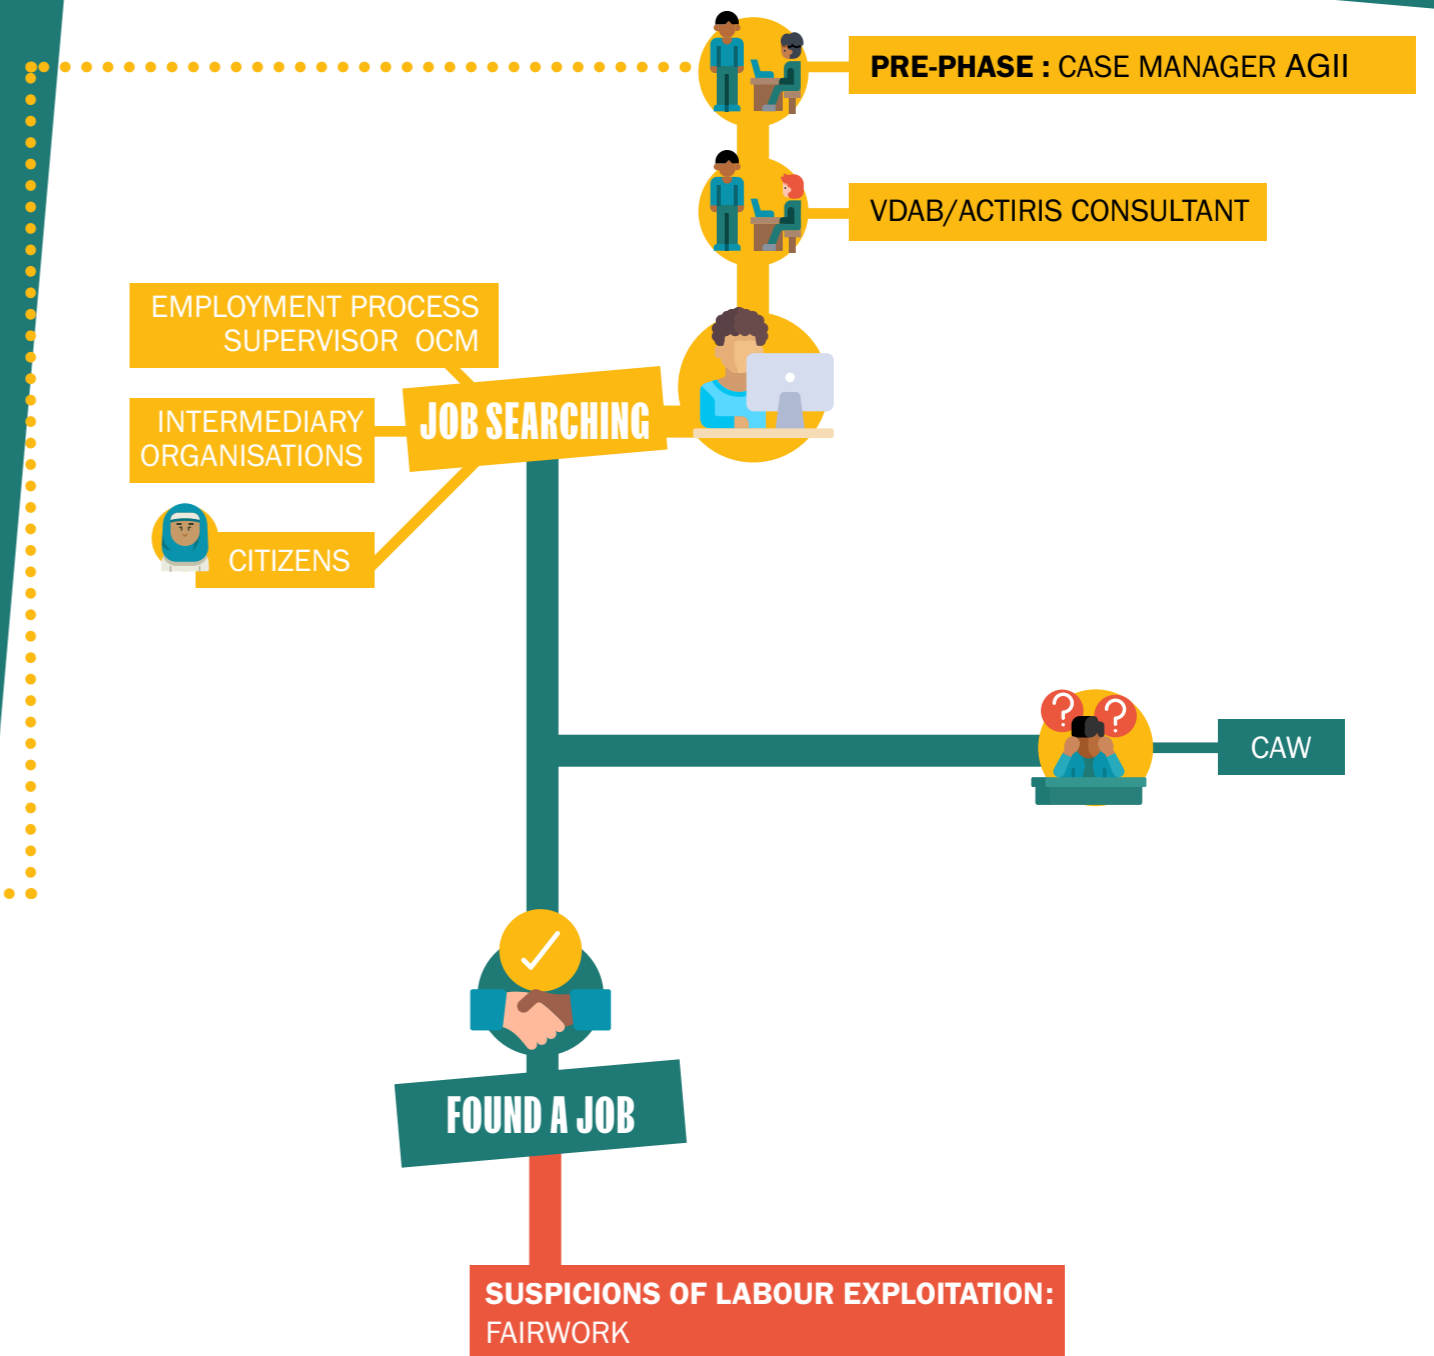 PRE-PHASE : CASE MANAGER AGII
VDAB/ACTIRIS CONSULTANT
EMPLOYMENT PROCESS
SUPERVISOR OCM
JOB SEARCHING
INTERMEDIARY
ORGANISATIONS
CITIZENS
? ?
CAW
FOUND A JOB
SUSPICIONS OF LABOUR EXPLOITATION:
FAIRWORK